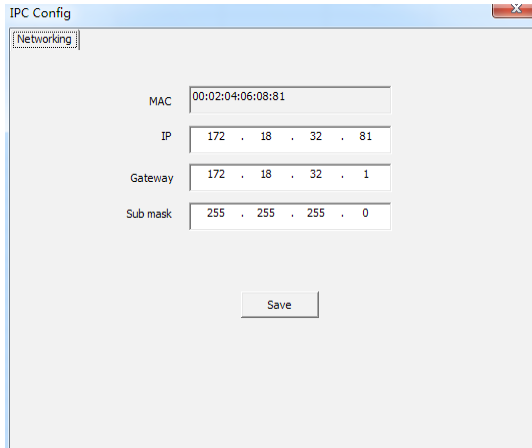 IPC Config
Networking
MAC 00:02:04:06:08:81
IP 172 . 18 . 32 . 81
Gateway 172 . 18 . 32 . 1
Sub mask 255 . 255 . 255 . 0
Save